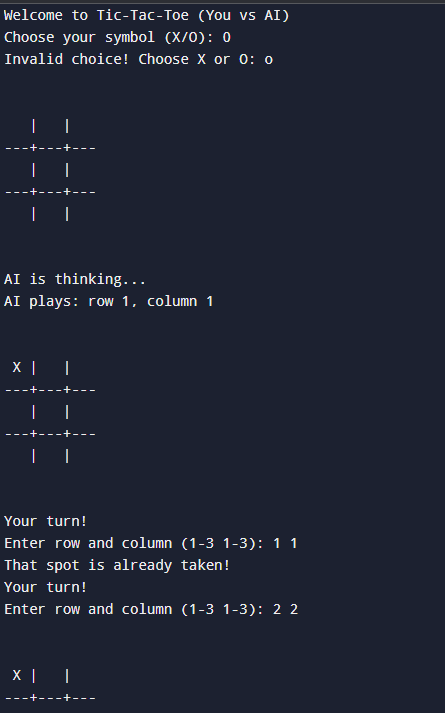 Welcome to Tic-Tac-Toe (You vs AI)
Choose your symbol (X/O): 0
Invalid choice! Choose X or O: o
   |   |
---+---+---
   |   |
---+---+---
   |   |
AI is thinking...
AI plays: row 1, column 1
 X |   |
---+---+---
   |   |
---+---+---
   |   |
Your turn!
Enter row and column (1-3 1-3): 1 1
That spot is already taken!
Your turn!
Enter row and column (1-3 1-3): 2 2
 X |   |
---+---+---